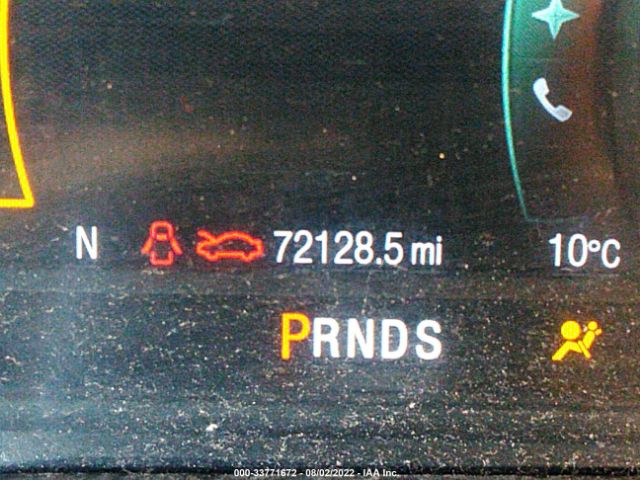 N 72128.5 mi 10°C
PRNDS
000-33771672 - 08/02/2022 - IAA Inc.